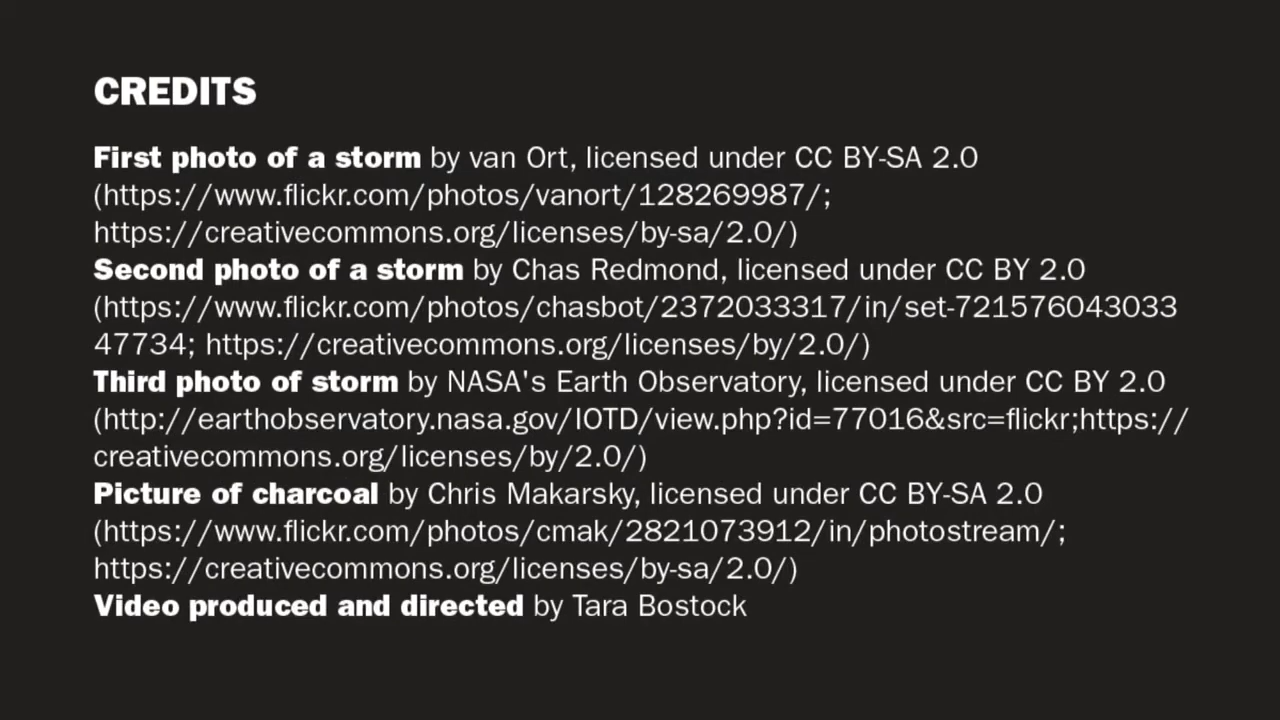 CREDITS
First photo of a storm by van Ort, licensed under CC BY-SA 2.0
(https://www.flickr.com/photos/vanort/128269987/;
https://creativecommons.org/licenses/by-sa/2.0/)
Second photo of a storm by Chas Redmond, licensed under CC BY 2.0
(https://www.flickr.com/photos/chasbot/2372033317/in/set-721576043033
47734; https://creativecommons.org/licenses/by/2.0/)
Third photo of storm by NASA's Earth Observatory, licensed under CC BY 2.0
(http://earthobservatory.nasa.gov/IOTD/view.php?id=77016&src=flickr;https://
creativecommons.org/licenses/by/2.0/)
Picture of charcoal by Chris Makarsky, licensed under CC BY-SA 2.0
(https://www.flickr.com/photos/cmak/2821073912/in/photostream/;
https://creativecommons.org/licenses/by-sa/2.0/)
Video produced and directed by Tara Bostock